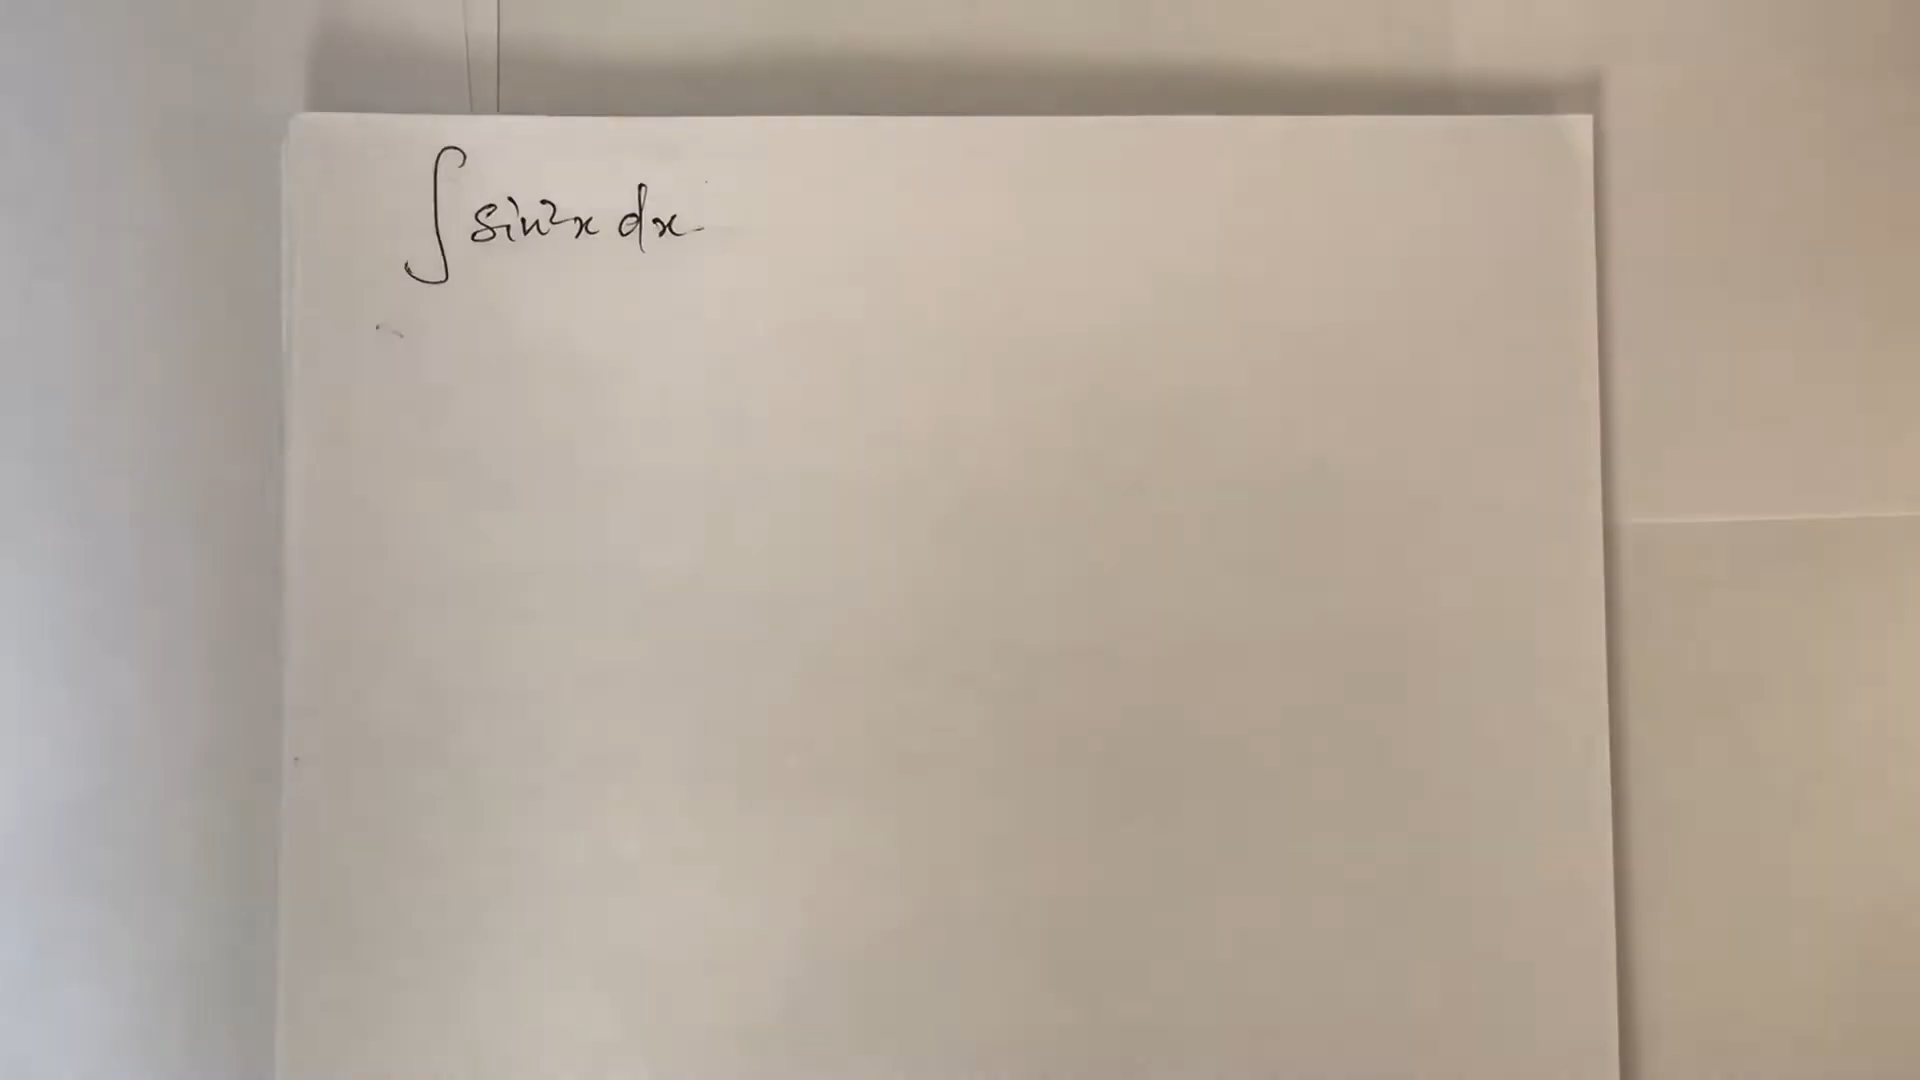 ∫ sin²x dx